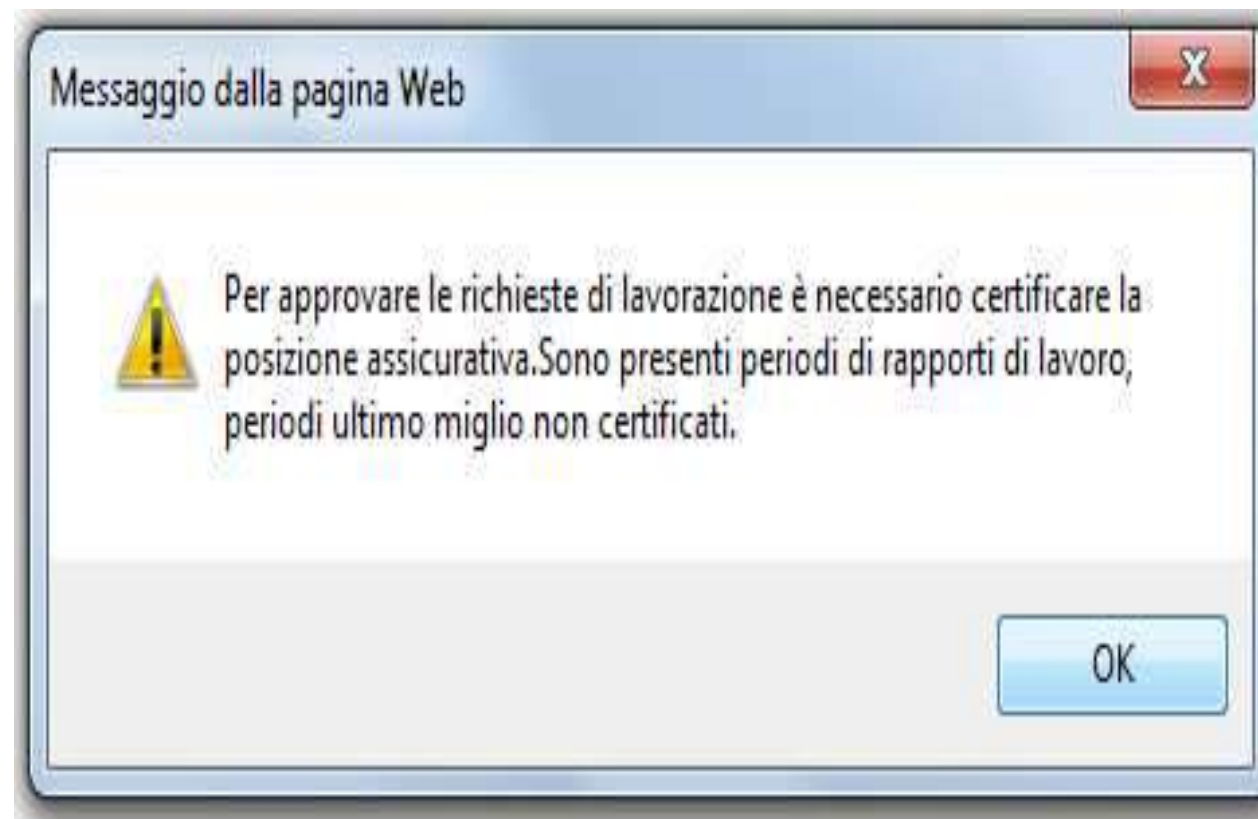 Messaggio dalla pagina Web
X
Per approvare le richieste di lavorazione è necessario certificare la
posizione assicurativa.Sono presenti periodi di rapporti di lavoro,
periodi ultimo miglio non certificati.
OK